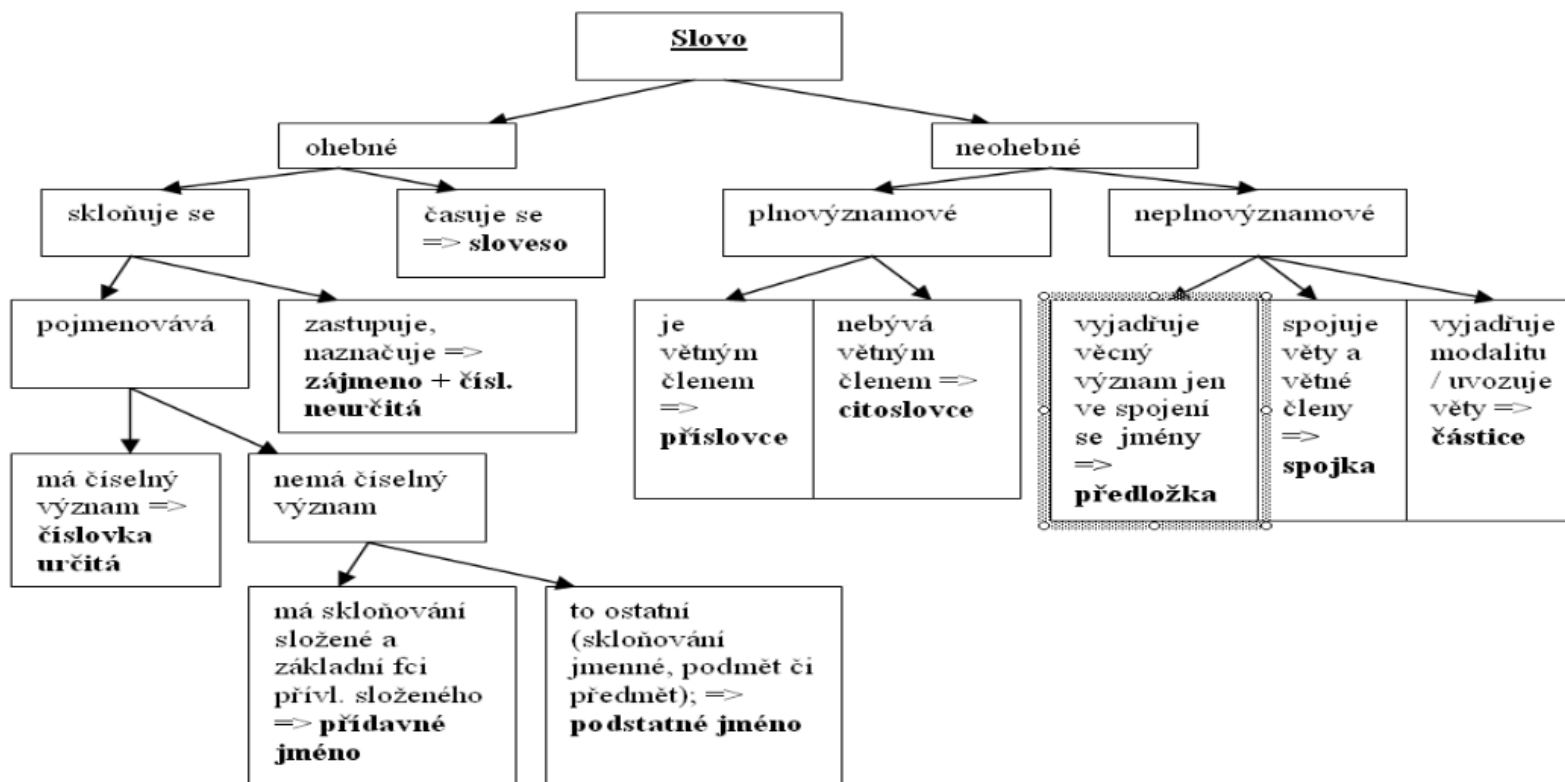 Slovo
ohebné
neohebné
skloňuje se
časuje se
=> sloveso
plnovýznamové
neplnovýznamové
pojmenovává
zastupuje,
naznačuje =>
zájmeno + čísl.
neurčitá
je
větným
členem
=>
příslovce
nebývá
větným
členem =>
citoslovce
vyjadřuje
věcný
význam jen
ve spojení
se jmény
=>
předložka
spojuje
věty a
větné
členy
=>
spojka
vyjadřuje
modalitu
/ uvozuje
věty =>
částice
má číselný
význam =>
číslovka
určitá
nemá číselný
význam
má skloňování
složené a
základní fci
přívl. složeného
=> přídavné
jméno
to ostatní
(skloňování
jmenné, podmět či
předmět); =>
podstatné jméno